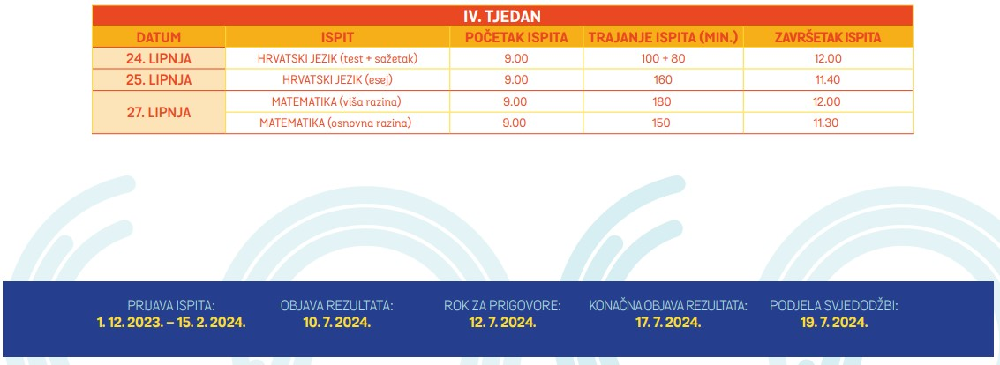 IV. TJEDAN
DATUM ISPIT POČETAK ISPITA TRAJANJE ISPITA (MIN.) ZAVRŠETAK ISPITA
24. LIPNJA HRVATSKI JEZIK (test + sažetak) 9.00 100 + 80 12.00
25. LIPNJA HRVATSKI JEZIK (esej) 9.00 160 11.40
27. LIPNJA MATEMATIKA (viša razina) 9.00 180 12.00
MATEMATIKA (osnovna razina) 9.00 150 11.30
PRIJAVA ISPITA: OBJAVA REZULTATA: ROK ZA PRIGOVORE: KONAČNA OBJAVA REZULTATA: PODJELA SVJEDODŽBI:
1. 12. 2023. – 15. 2. 2024. 10. 7. 2024. 12. 7. 2024. 17. 7. 2024. 19. 7. 2024.